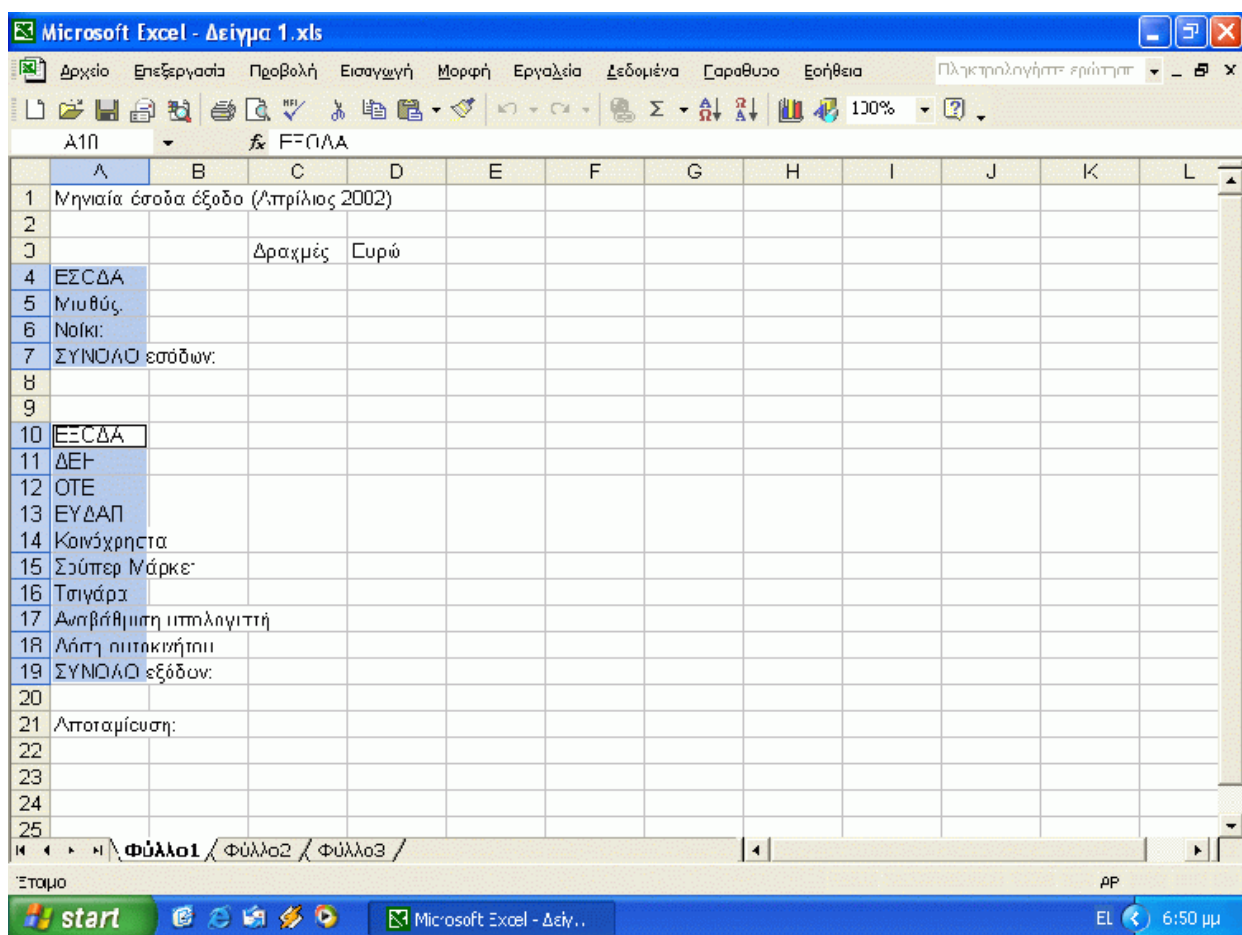 Microsoft Excel - Δείγμα 1.xls
Αρχείο Επεξεργασία Προβολή Εισαγωγή Μορφή Εργαλεία Δεδομένα Παράθυρο Βοήθεια Πληκτρολογήστε ερώτηση
100%
A10 fx ΕΞΟΔΑ
A B C D E F G H I J K L
1 Μηνιαία έσοδα έξοδο (Απρίλιος 2002)
2
3 Δραχμές Ευρώ
4 ΕΣΟΔΑ
5 Μισθός:
6 Νοίκι:
7 ΣΥΝΟΛΟ εσόδων:
8
9
10 ΕΞΟΔΑ
11 ΔΕΗ
12 ΟΤΕ
13 ΕΥΔΑΠ
14 Κοινόχρηστα
15 Σούπερ Μάρκετ
16 Τσιγάρα
17 Αναβάθμιση υπολογιστή
18 Δόση αυτοκινήτου
19 ΣΥΝΟΛΟ εξόδων:
20
21 Αποταμίευση:
22
23
24
25
Φύλλο1 Φύλλο2 Φύλλο3
Έτοιμο ΑΡ
start Microsoft Excel - Δείγ... EL 6:50 μμ